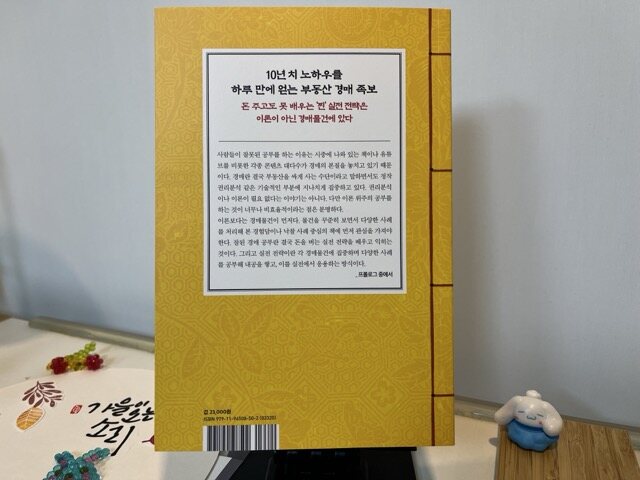 10년 치 노하우를
하루 만에 얻는 부동산 경매 족보
돈 주고도 못 배우는 '찐' 실전 전략은
이론이 아닌 경매물건에 있다
사람들이 잘못된 공부를 하는 이유는 시중에 나와 있는 책이나 유튜
브를 비롯한 각종 콘텐츠 대다수가 경매의 본질을 놓치고 있기 때문
이다. 경매란 결국 부동산을 싸게 사는 수단이라고 말하면서도 정작
권리분석 같은 기술적인 부분에 지나치게 집중하고 있다. 권리분석
이나 이론이 필요 없다는 이야기는 아니다. 다만 이론 위주의 공부를
하는 것이 너무나 비효율적이라는 점은 분명하다.
이론보다는 경매물건이 먼저다. 물건을 꾸준히 보면서 다양한 사례
를 처리해 본 경험담이나 낙찰 사례 중심의 책에 먼저 관심을 가져야
한다. 참된 경매 공부란 결국 돈을 버는 실전 전략을 배우고 익히는
것이다. 그리고 실전 전략이란 각 경매물건에 집중하며 다양한 사례
를 공부해 내공을 쌓고, 이를 실전에서 응용하는 방식이다.
_프롤로그 중에서
값 23,000원
가을
소리